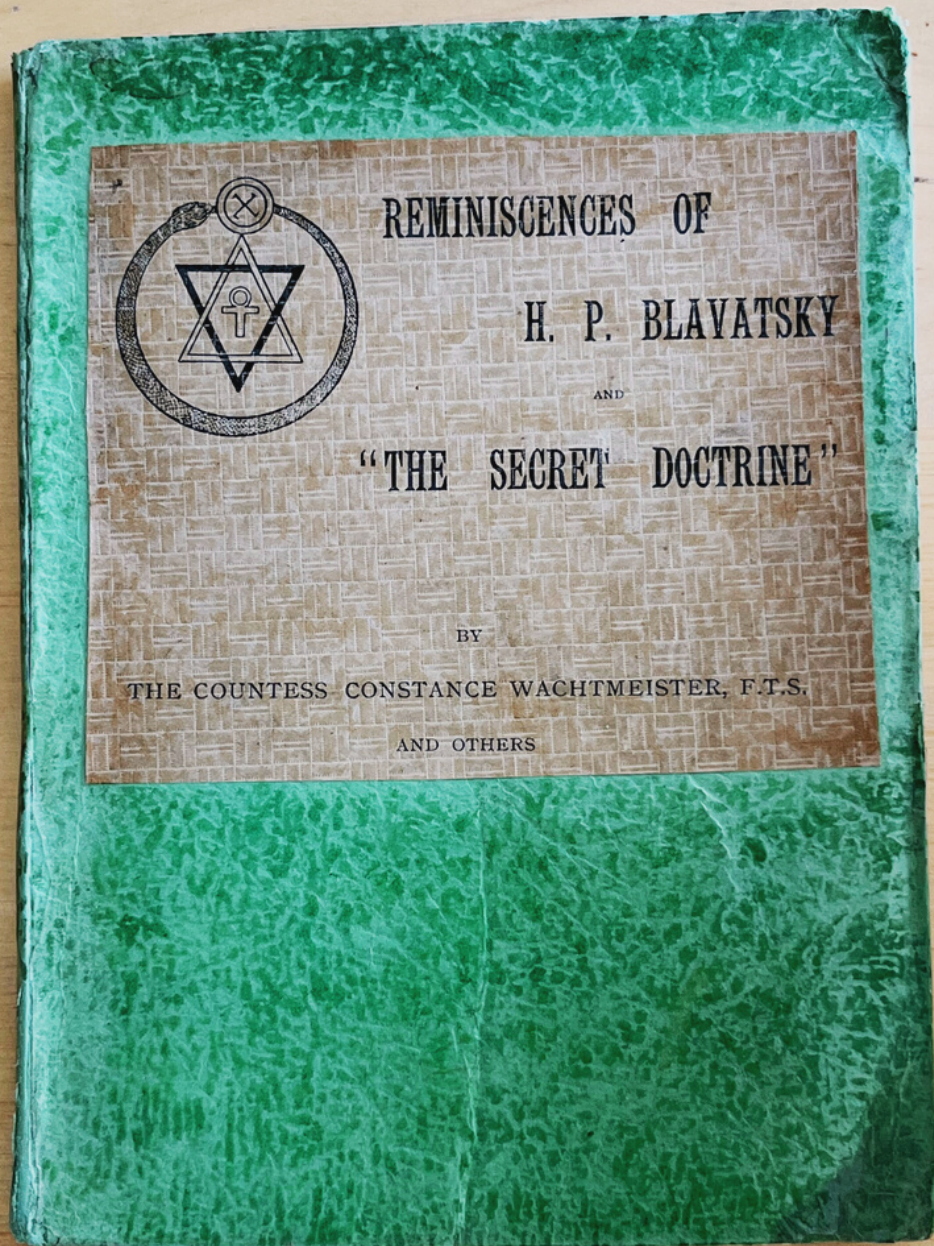 REMINISCENCES OF
H. P. BLAVATSKY
AND
“THE SECRET DOCTRINE”
BY
THE COUNTESS CONSTANCE WACHTMEISTER, F.T.S.
AND OTHERS